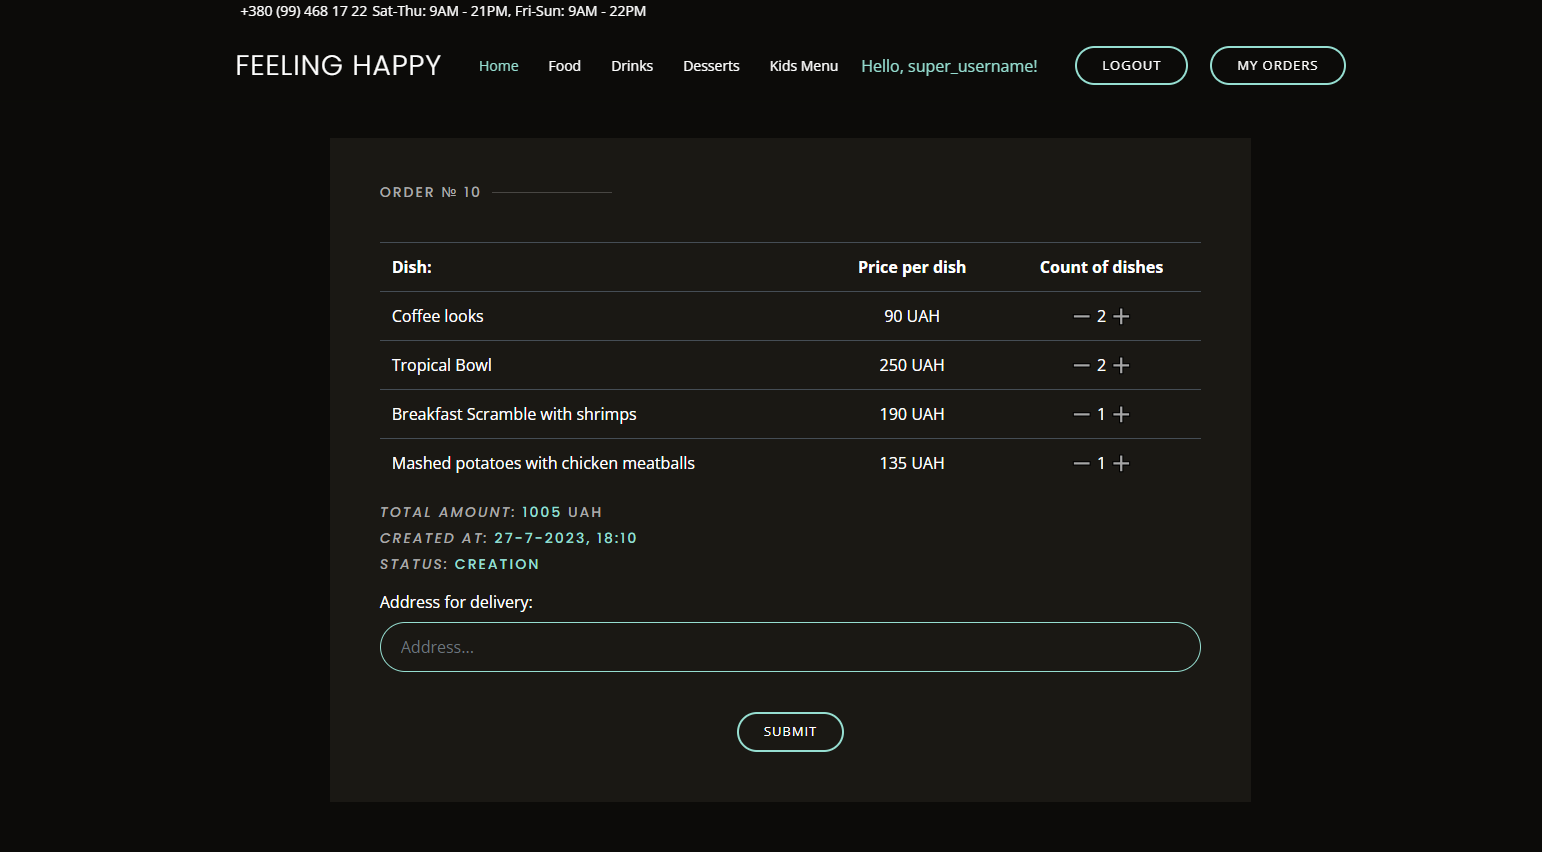 +380 (99) 468 17 22 Sat-Thu: 9AM - 21PM, Fri-Sun: 9AM - 22PM
FEELING HAPPY Home Food Drinks Desserts Kids Menu Hello, super_username! LOGOUT MY ORDERS
ORDER № 10
Dish: Price per dish Count of dishes
Coffee looks 90 UAH 2
Tropical Bowl 250 UAH 2
Breakfast Scramble with shrimps 190 UAH 1
Mashed potatoes with chicken meatballs 135 UAH 1
TOTAL AMOUNT: 1005 UAH
CREATED AT: 27-7-2023, 18:10
STATUS: CREATION
Address for delivery:
Address...
SUBMIT